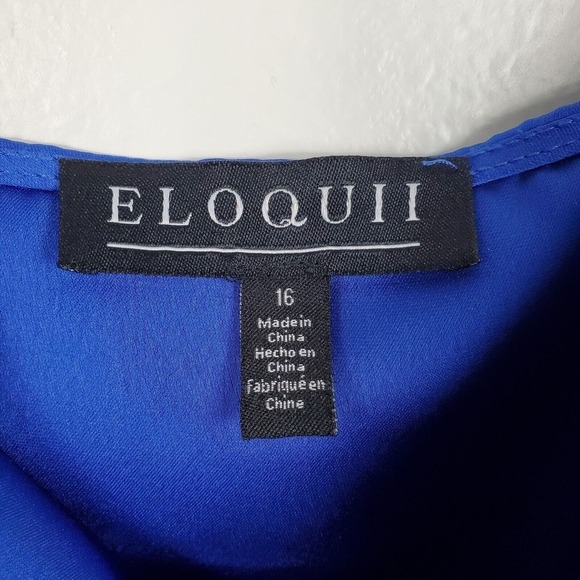 ELOQUII
16
Made in
China
Hecho en
China
Fabriqué en
Chine